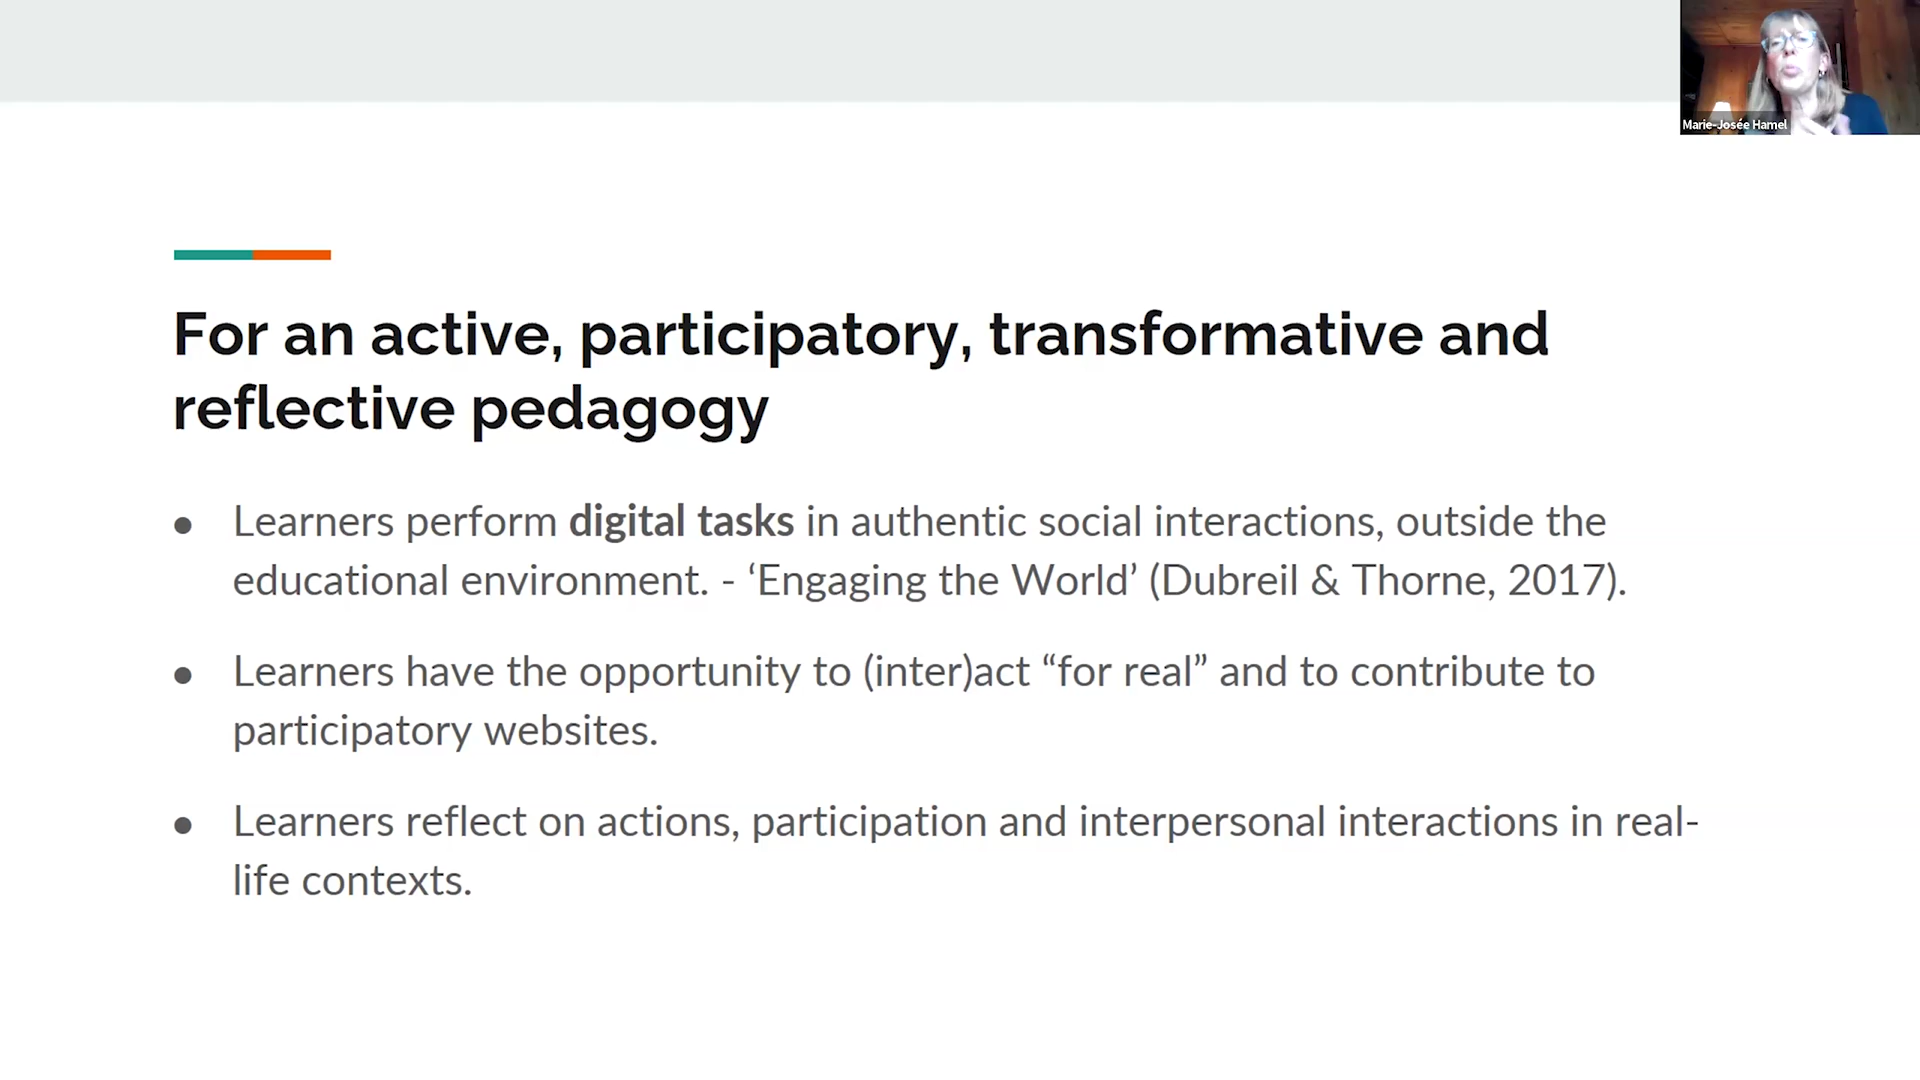 Marie-Josée Hamel
For an active, participatory, transformative and
reflective pedagogy
● Learners perform digital tasks in authentic social interactions, outside the
educational environment. - ‘Engaging the World’ (Dubreil & Thorne, 2017).
● Learners have the opportunity to (inter)act “for real” and to contribute to
participatory websites.
● Learners reflect on actions, participation and interpersonal interactions in real-
life contexts.